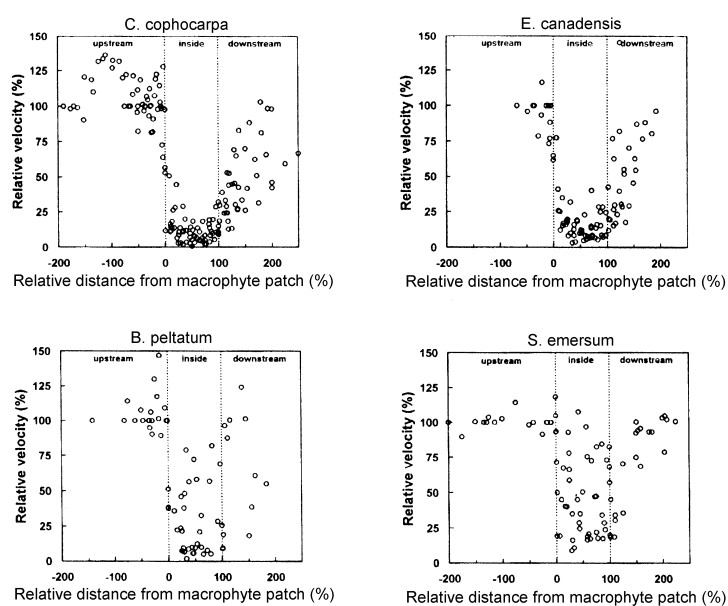 C. cophocarpa
150
125
100
75
50
25
0
Relative velocity (%)
upstream inside downstream
-200 -100 0 100 200
Relative distance from macrophyte patch (%)
E. canadensis
150
125
100
75
50
25
0
Relative velocity (%)
upstream inside downstream
-200 -100 0 100 200
Relative distance from macrophyte patch (%)
B. peltatum
150
125
100
75
50
25
0
Relative velocity (%)
upstream inside downstream
-200 -100 0 100 200
Relative distance from macrophyte patch (%)
S. emersum
150
125
100
75
50
25
0
Relative velocity (%)
upstream inside downstream
-200 -100 0 100 200
Relative distance from macrophyte patch (%)